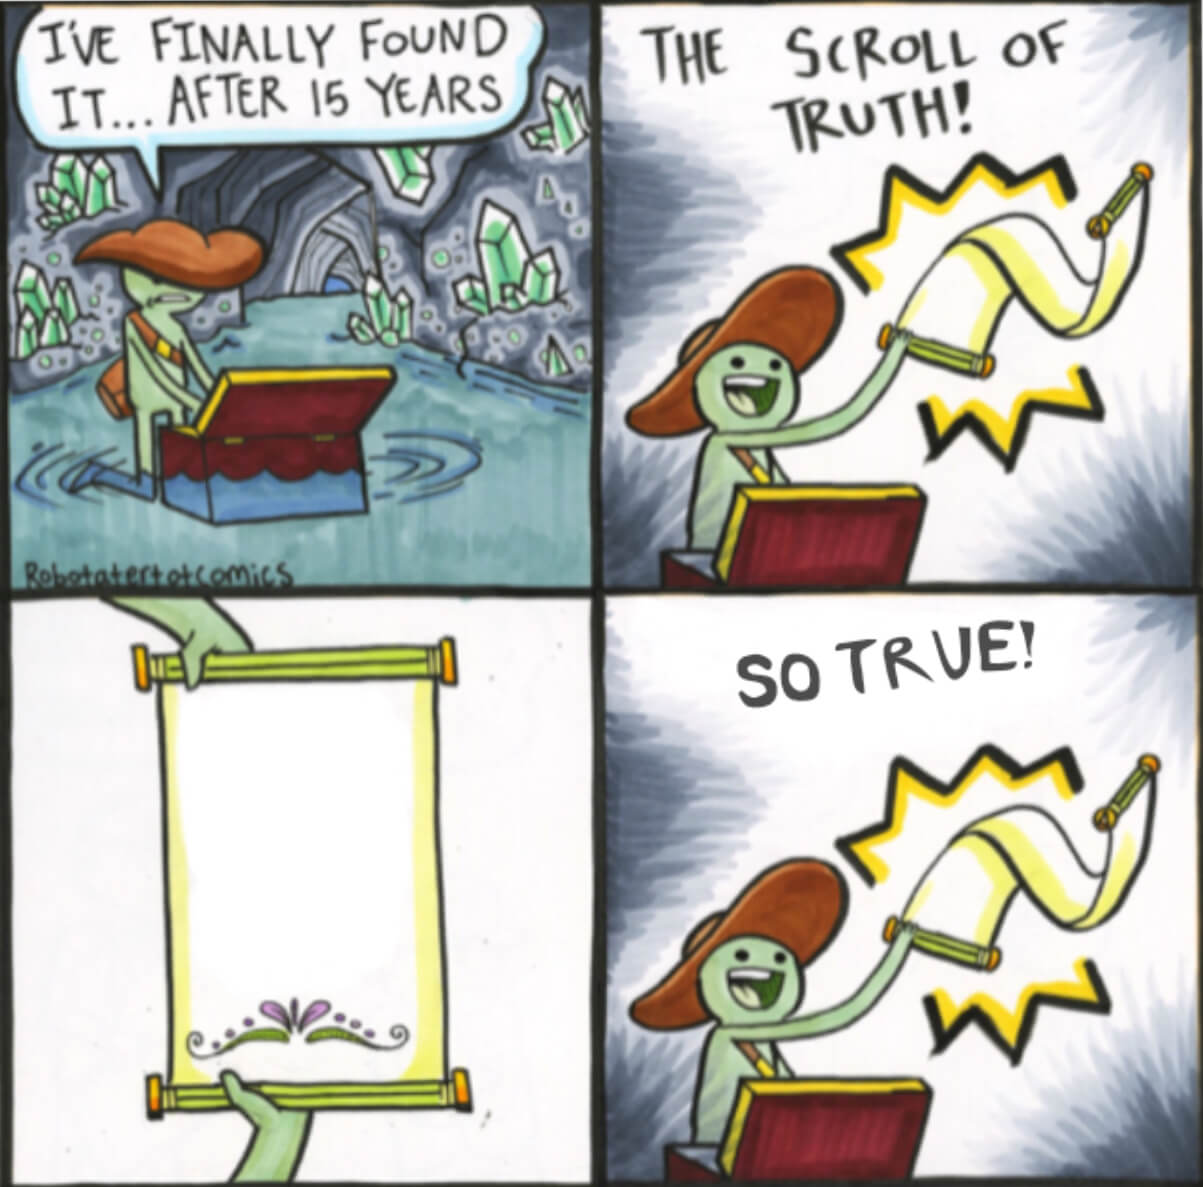 I'VE FINALLY FOUND
IT... AFTER 15 YEARS
THE SCROLL OF
TRUTH!
Robotatertotcomics
SO TRUE!